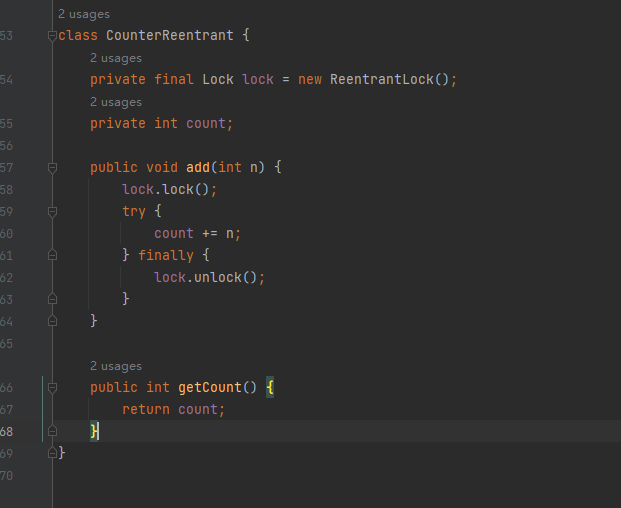 2 usages
53 class CounterReentrant {
2 usages
54 private final Lock lock = new ReentrantLock();
2 usages
55 private int count;
56
57 public void add(int n) {
58 lock.lock();
59 try {
60 count += n;
61 } finally {
62 lock.unlock();
63 }
64 }
65
2 usages
66 public int getCount() {
67 return count;
68 }
69 }
70